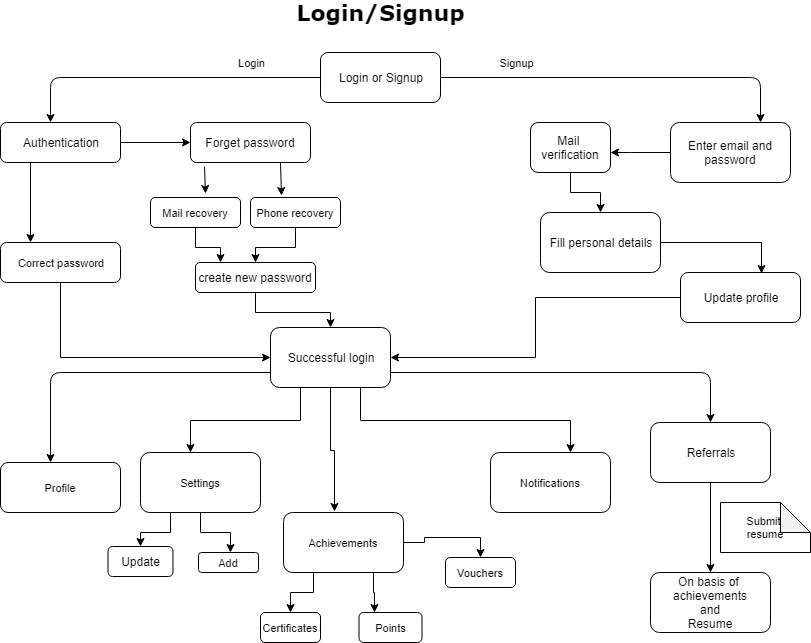 Login/Signup
Login
Signup
Login or Signup
Authentication
Forget password
Mail
verification
Enter email and
password
Mail recovery
Phone recovery
Fill personal details
Correct password
create new password
Update profile
Successful login
Profile
Settings
Notifications
Referrals
Achievements
Submit
resume
Update
Add
Vouchers
On basis of
achievements
and
Resume
Certificates
Points